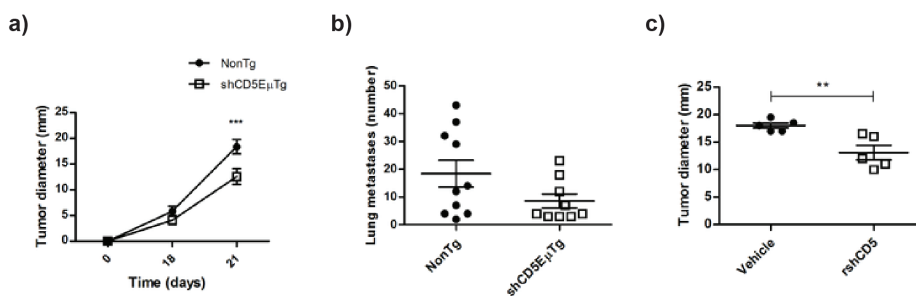 a)
NonTg
shCD5EμTg
Tumor diameter (mm)
25
20
15
10
5
0
***
0
18
21
Time (days)
b)
Lung metastases (number)
50
40
30
20
10
0
NonTg
shCD5EμTg
c)
Tumor diameter (mm)
25
20
15
10
5
0
**
Vehicle
rshCD5